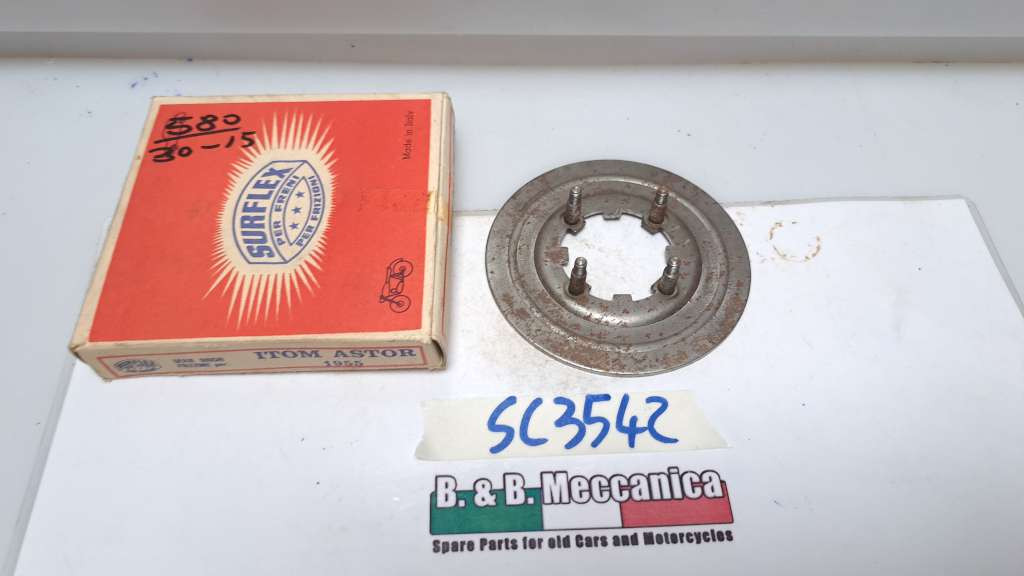 580
30-15
Made in Italy
SURFLEX
PER FRENI
PER FRIZIONI
ITOM ASTOR
1955
SC3542
B. & B. Meccanica
Spare Parts for old Cars and Motorcycles